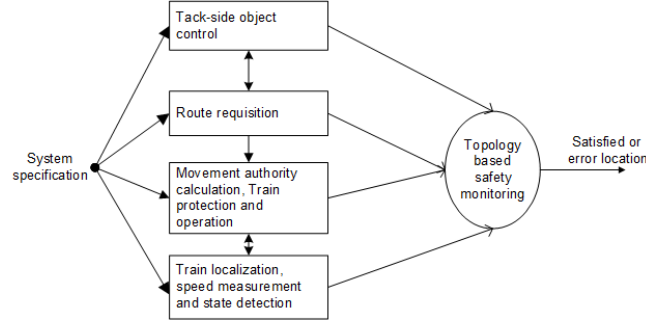 Tack-side object
control
Route requisition
System
specification
Movement authority
calculation, Train
protection and
operation
Train localization,
speed measurement
and state detection
Topology
based
safety
monitoring
Satisfied or
error location